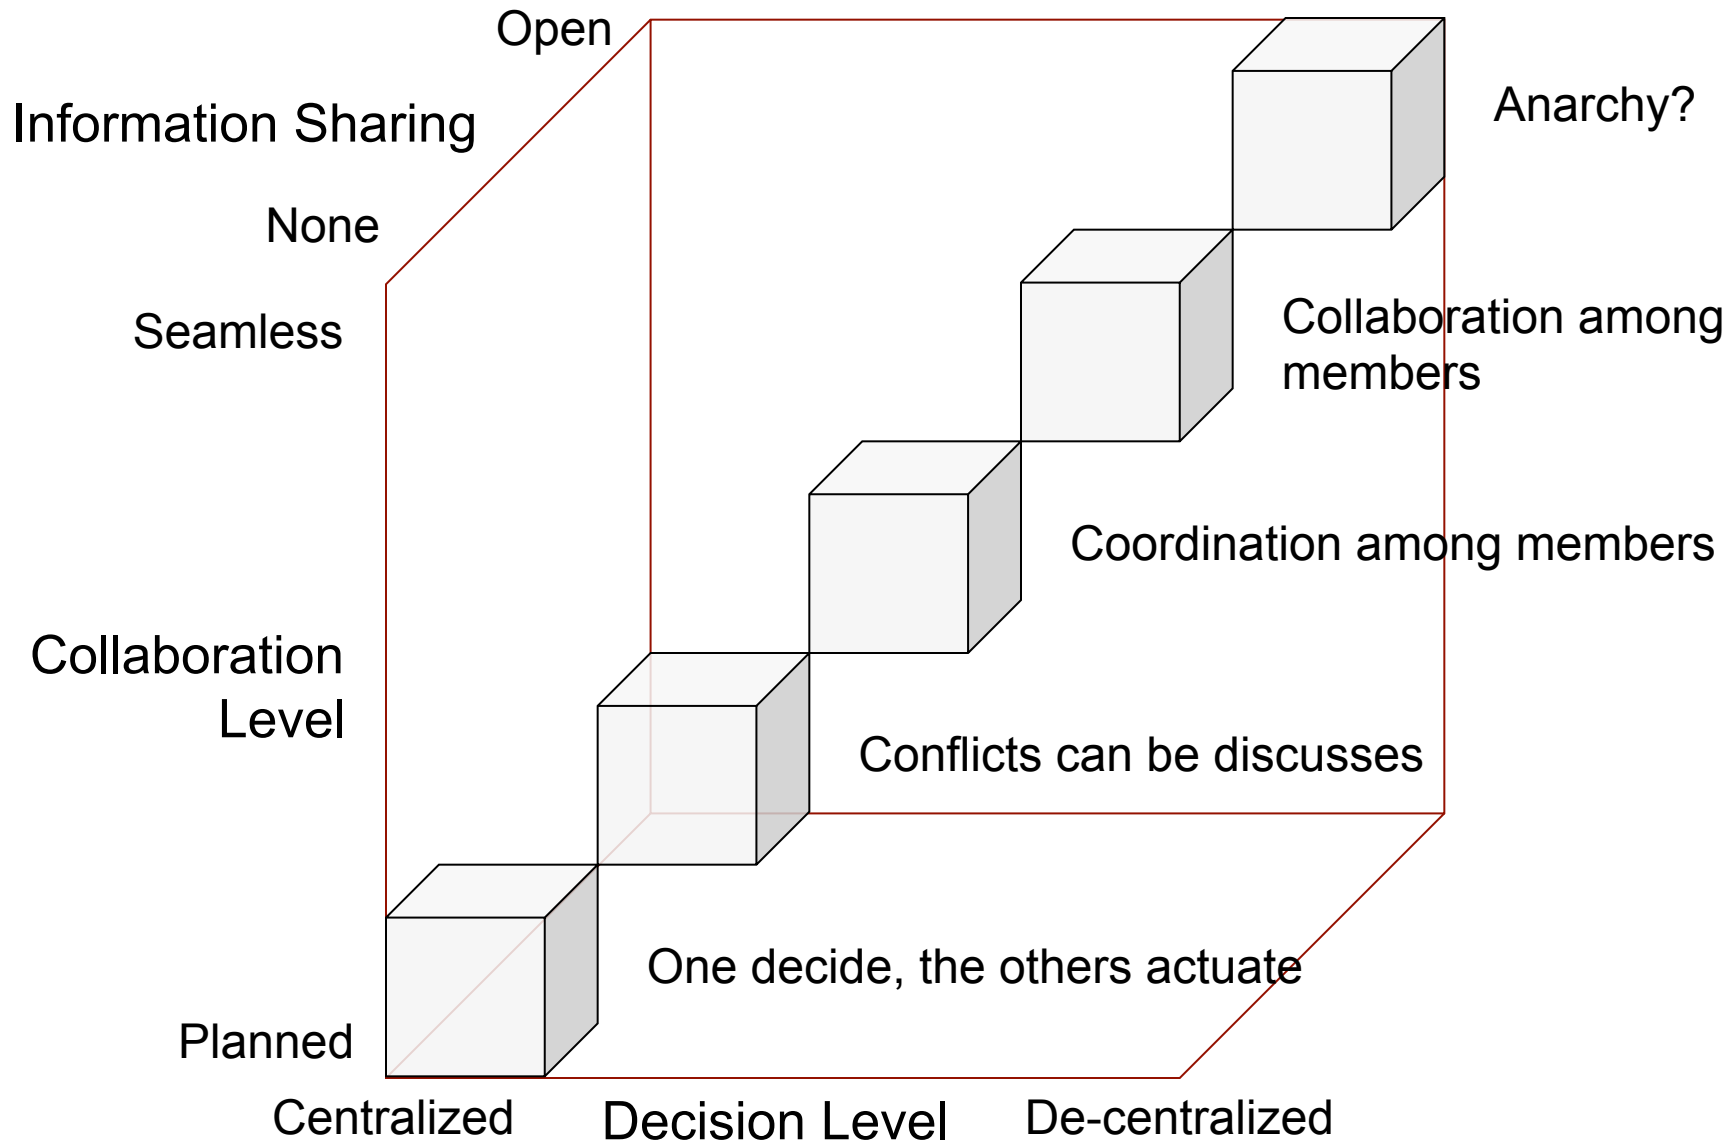 Open
Information Sharing
Anarchy?
None
Seamless
Collaboration among
members
Coordination among members
Collaboration
Level
Conflicts can be discusses
One decide, the others actuate
Planned
Centralized
Decision Level
De-centralized